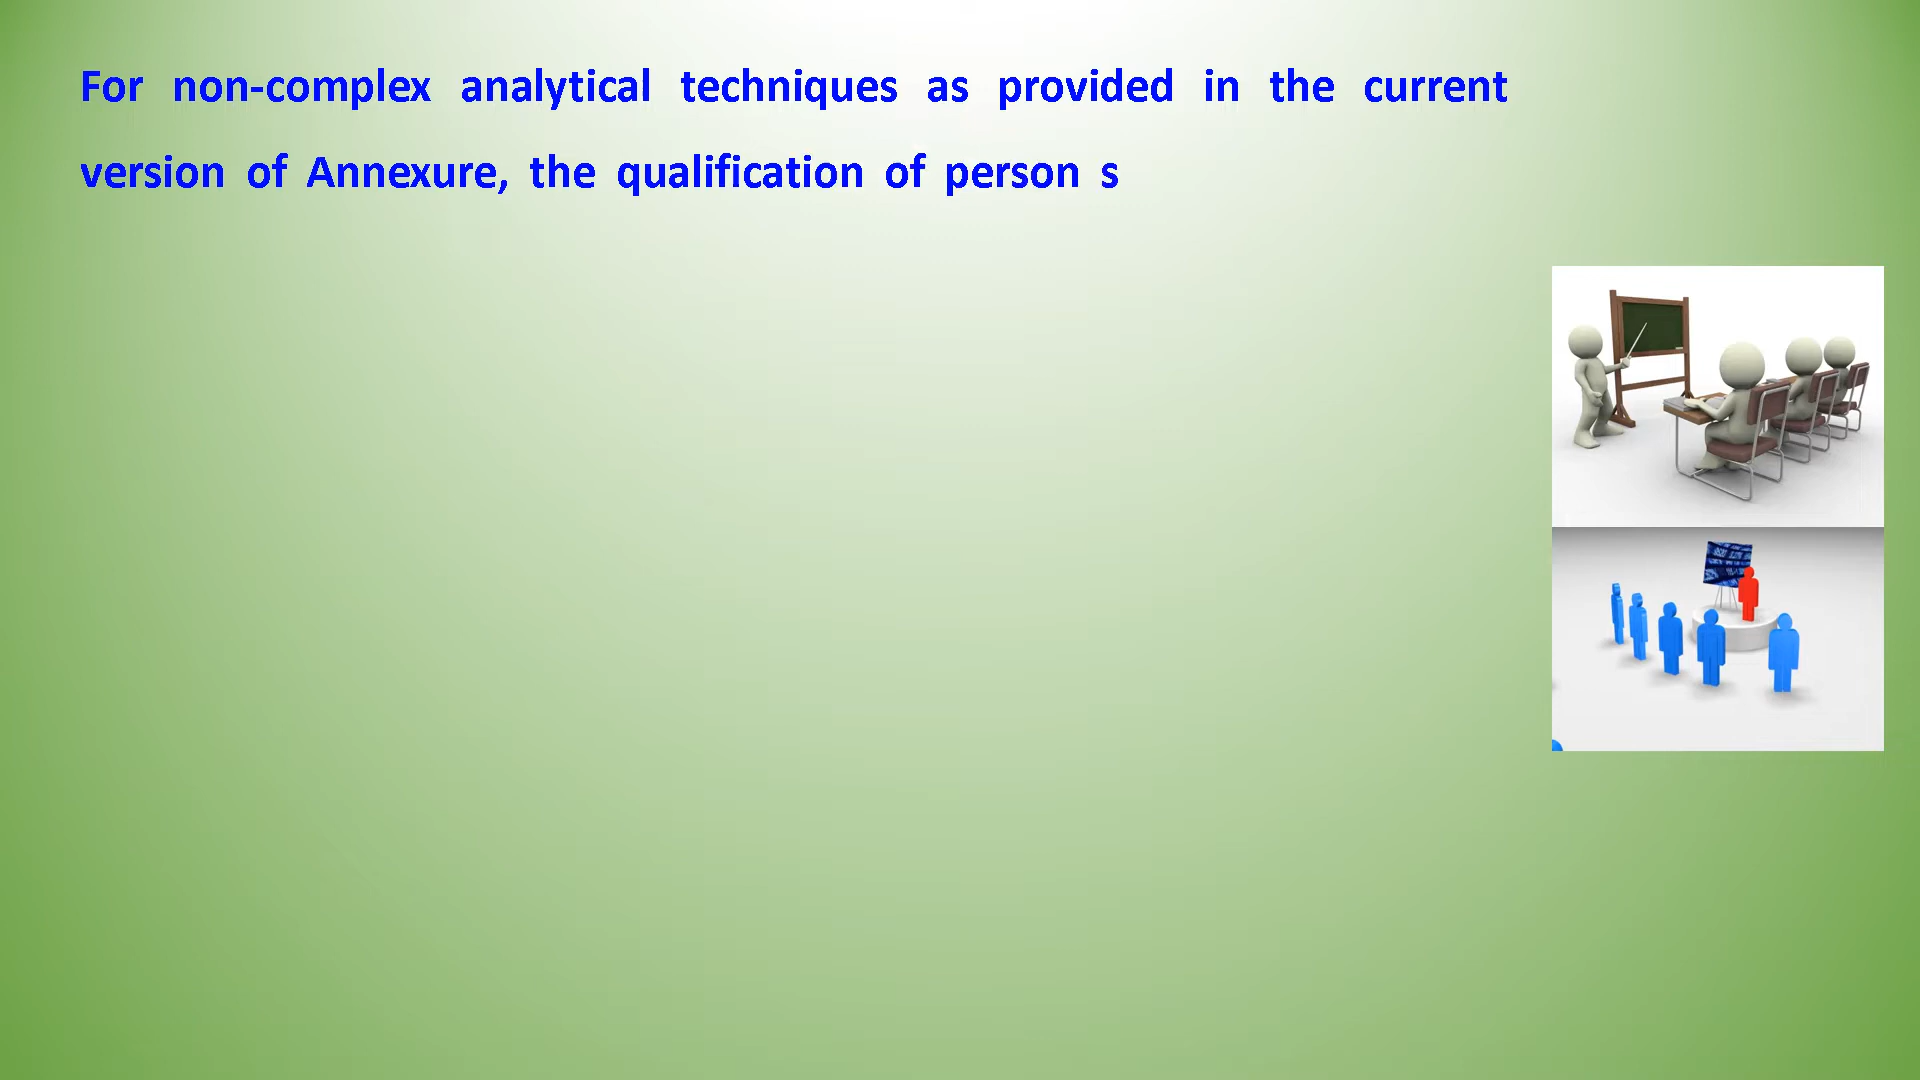 For non-complex analytical techniques as provided in the current
version of Annexure, the qualification of person s